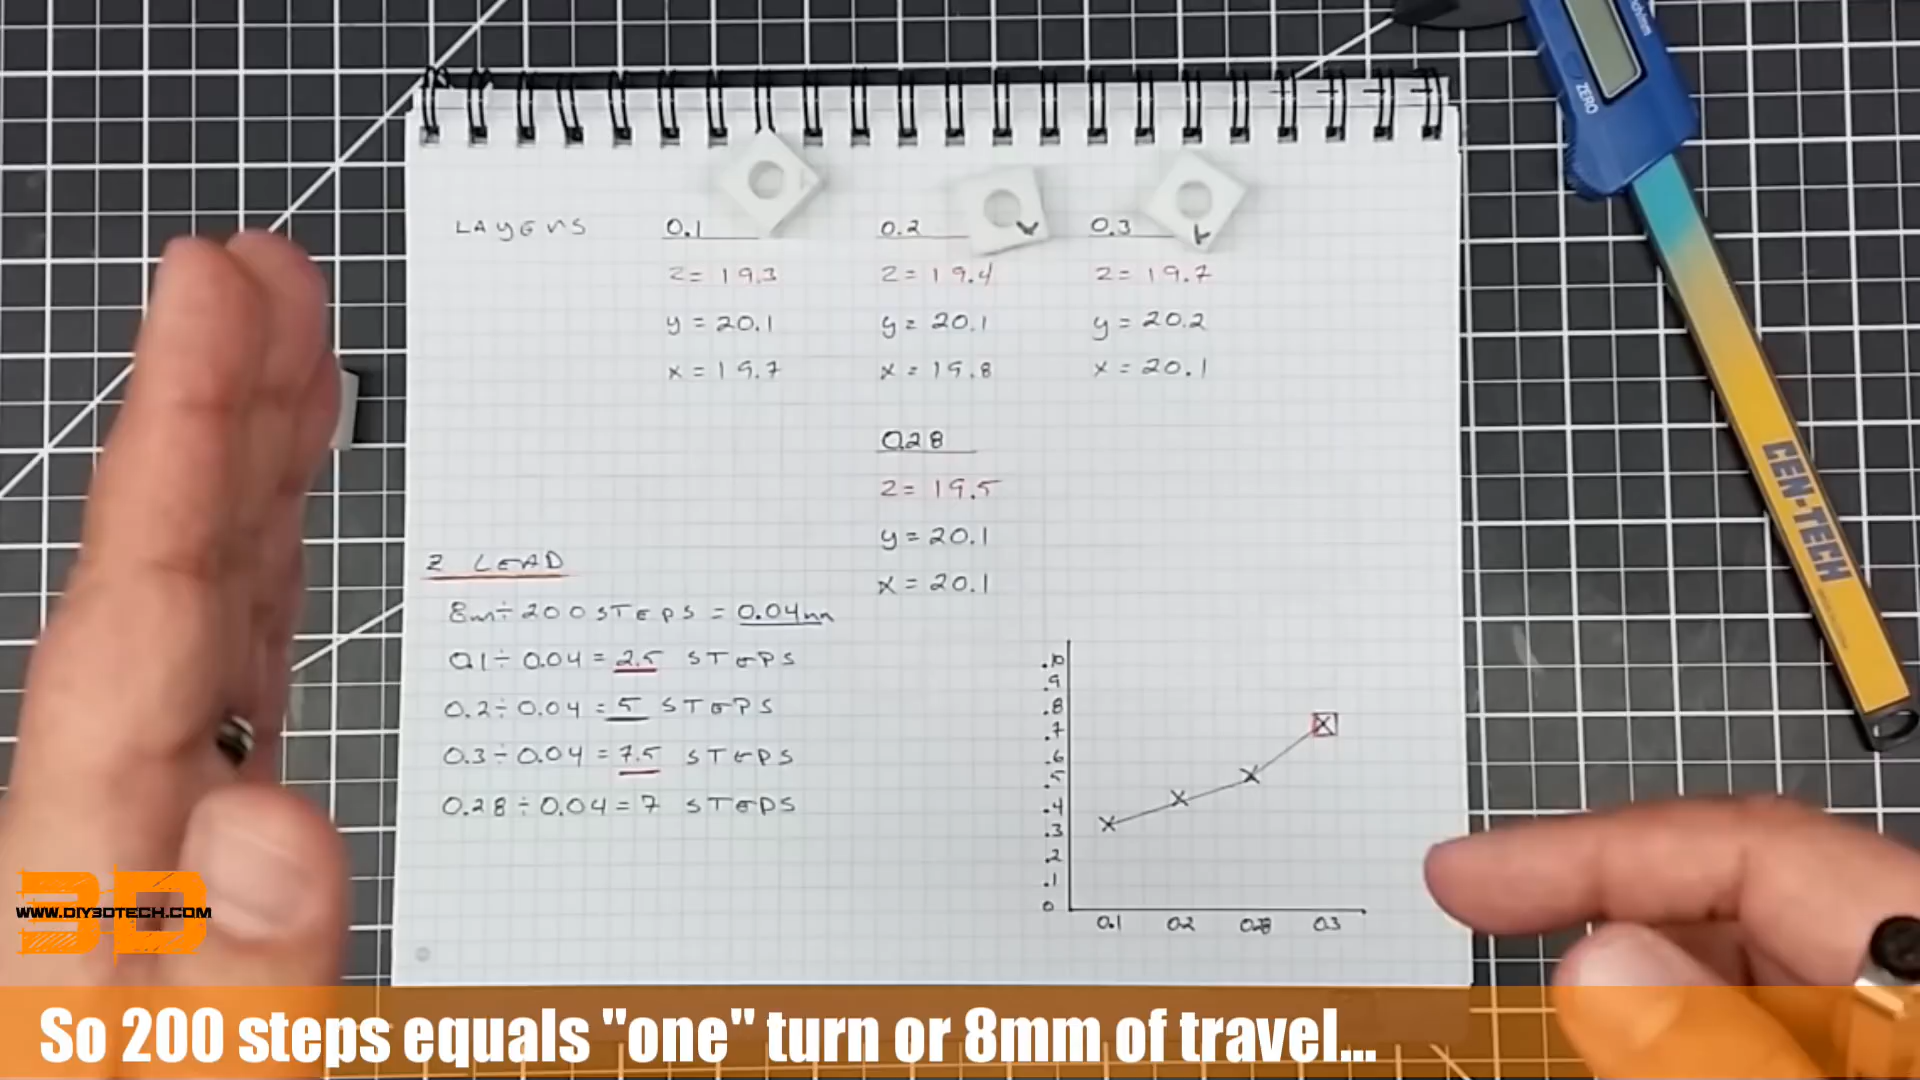 ZERO
CEN-TECH
LAYERS 0.1 0.2 0.3
Z= 19.3 Z= 19.4 Z= 19.7
y = 20.1 y= 20.1 y= 20.2
x = 19.7 x = 19.8 x = 20.1
0.28
Z= 19.5
y = 20.1
x = 20.1
Z LEAD
8m÷200 STEPS = 0.04mm
0.1÷ 0.04 = 2.5 STEPS
0.2÷ 0.04 = 5 STEPS
0.3÷ 0.04 = 7.5 STEPS
0.28÷0.04=7 STEPS
.10
.9
.8
.7
.6
.5
.4
.3
.2
.1
0
0.1 0.2 0.28 0.3
3D
WWW.DIY3DTECH.COM
So 200 steps equals "one" turn or 8mm of travel...